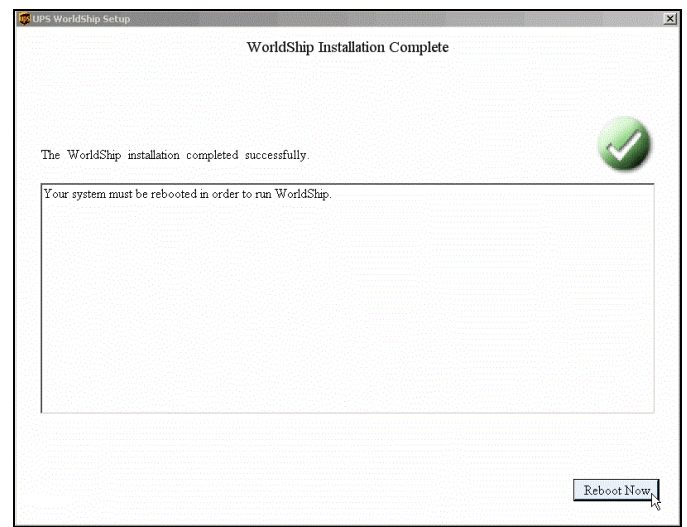 UPS WorldShip Setup
WorldShip Installation Complete
The WorldShip installation completed successfully.
Your system must be rebooted in order to run WorldShip.
Reboot Now